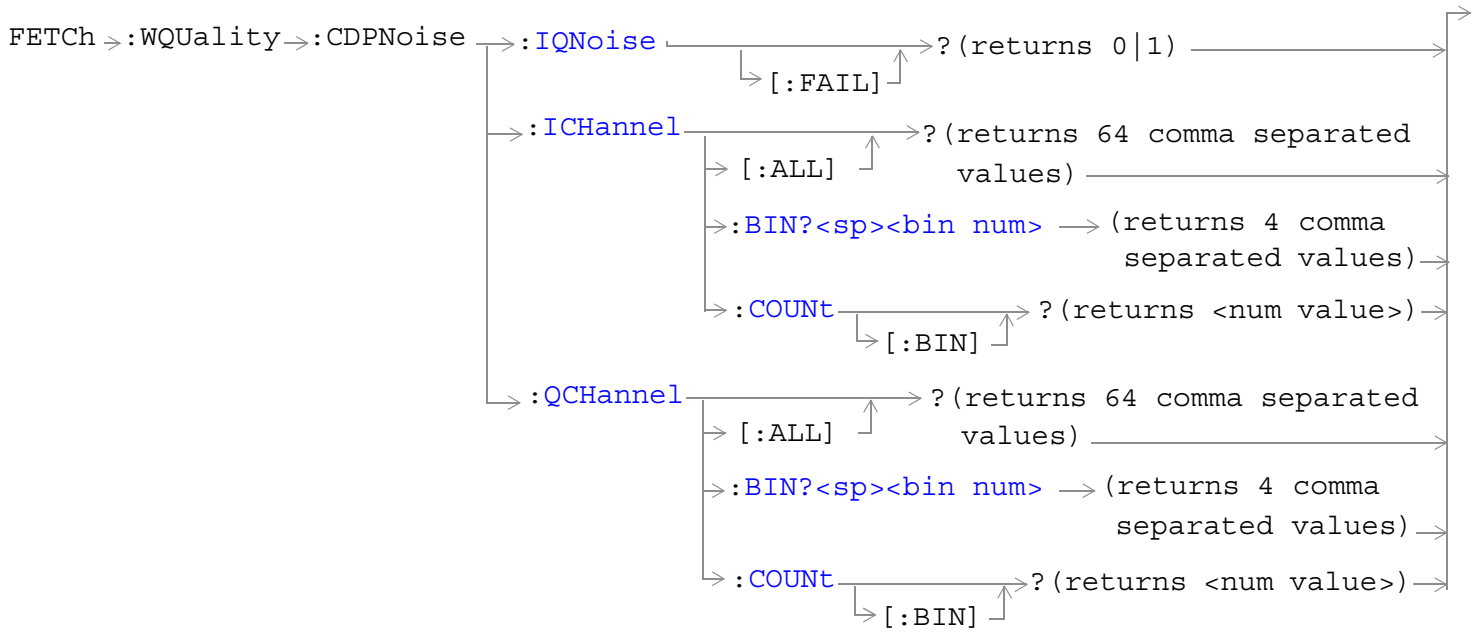 FETCh :WQUality :CDPNoise :IQNoise ?(returns 0|1)
[:FAIL]
:ICHannel ?(returns 64 comma separated
[:ALL] values)
:BIN?<sp><bin num> (returns 4 comma
separated values)
:COUNt ?(returns <num value>)
[:BIN]
:QCHannel ?(returns 64 comma separated
[:ALL] values)
:BIN?<sp><bin num> (returns 4 comma
separated values)
:COUNt ?(returns <num value>)
[:BIN]